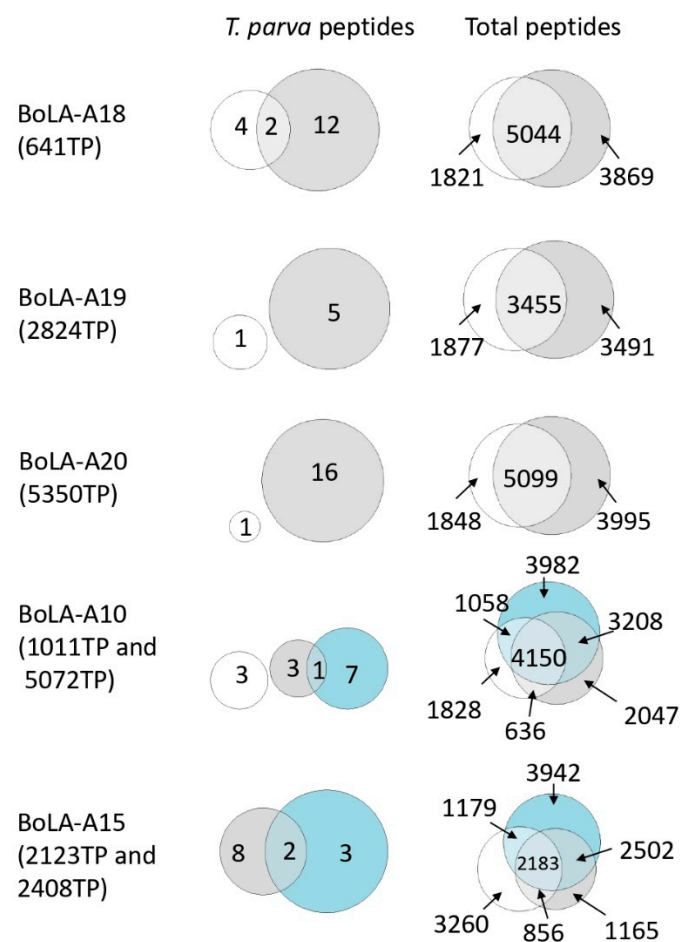 T. parva peptides Total peptides
BoLA-A18
(641TP)
4 2 12
5044
1821 3869
BoLA-A19
(2824TP)
1 5
3455
1877 3491
BoLA-A20
(5350TP)
1 16
5099
1848 3995
BoLA-A10
(1011TP and
5072TP)
3 3 1 7
3982
1058 3208
4150
1828 2047
636
BoLA-A15
(2123TP and
2408TP)
8 2 3
3942
1179 2502
2183
3260 1165
856